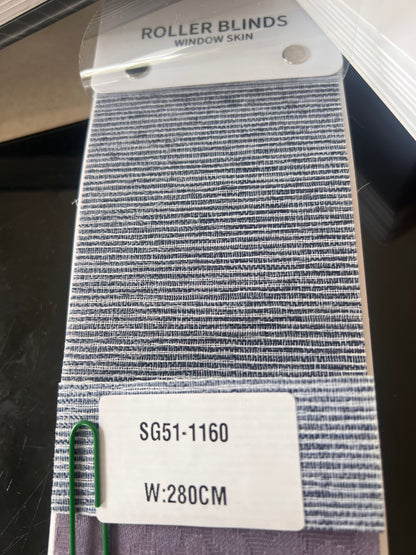 ROLLER BLINDS
WINDOW SKIN
SG51-1160
W:280CM